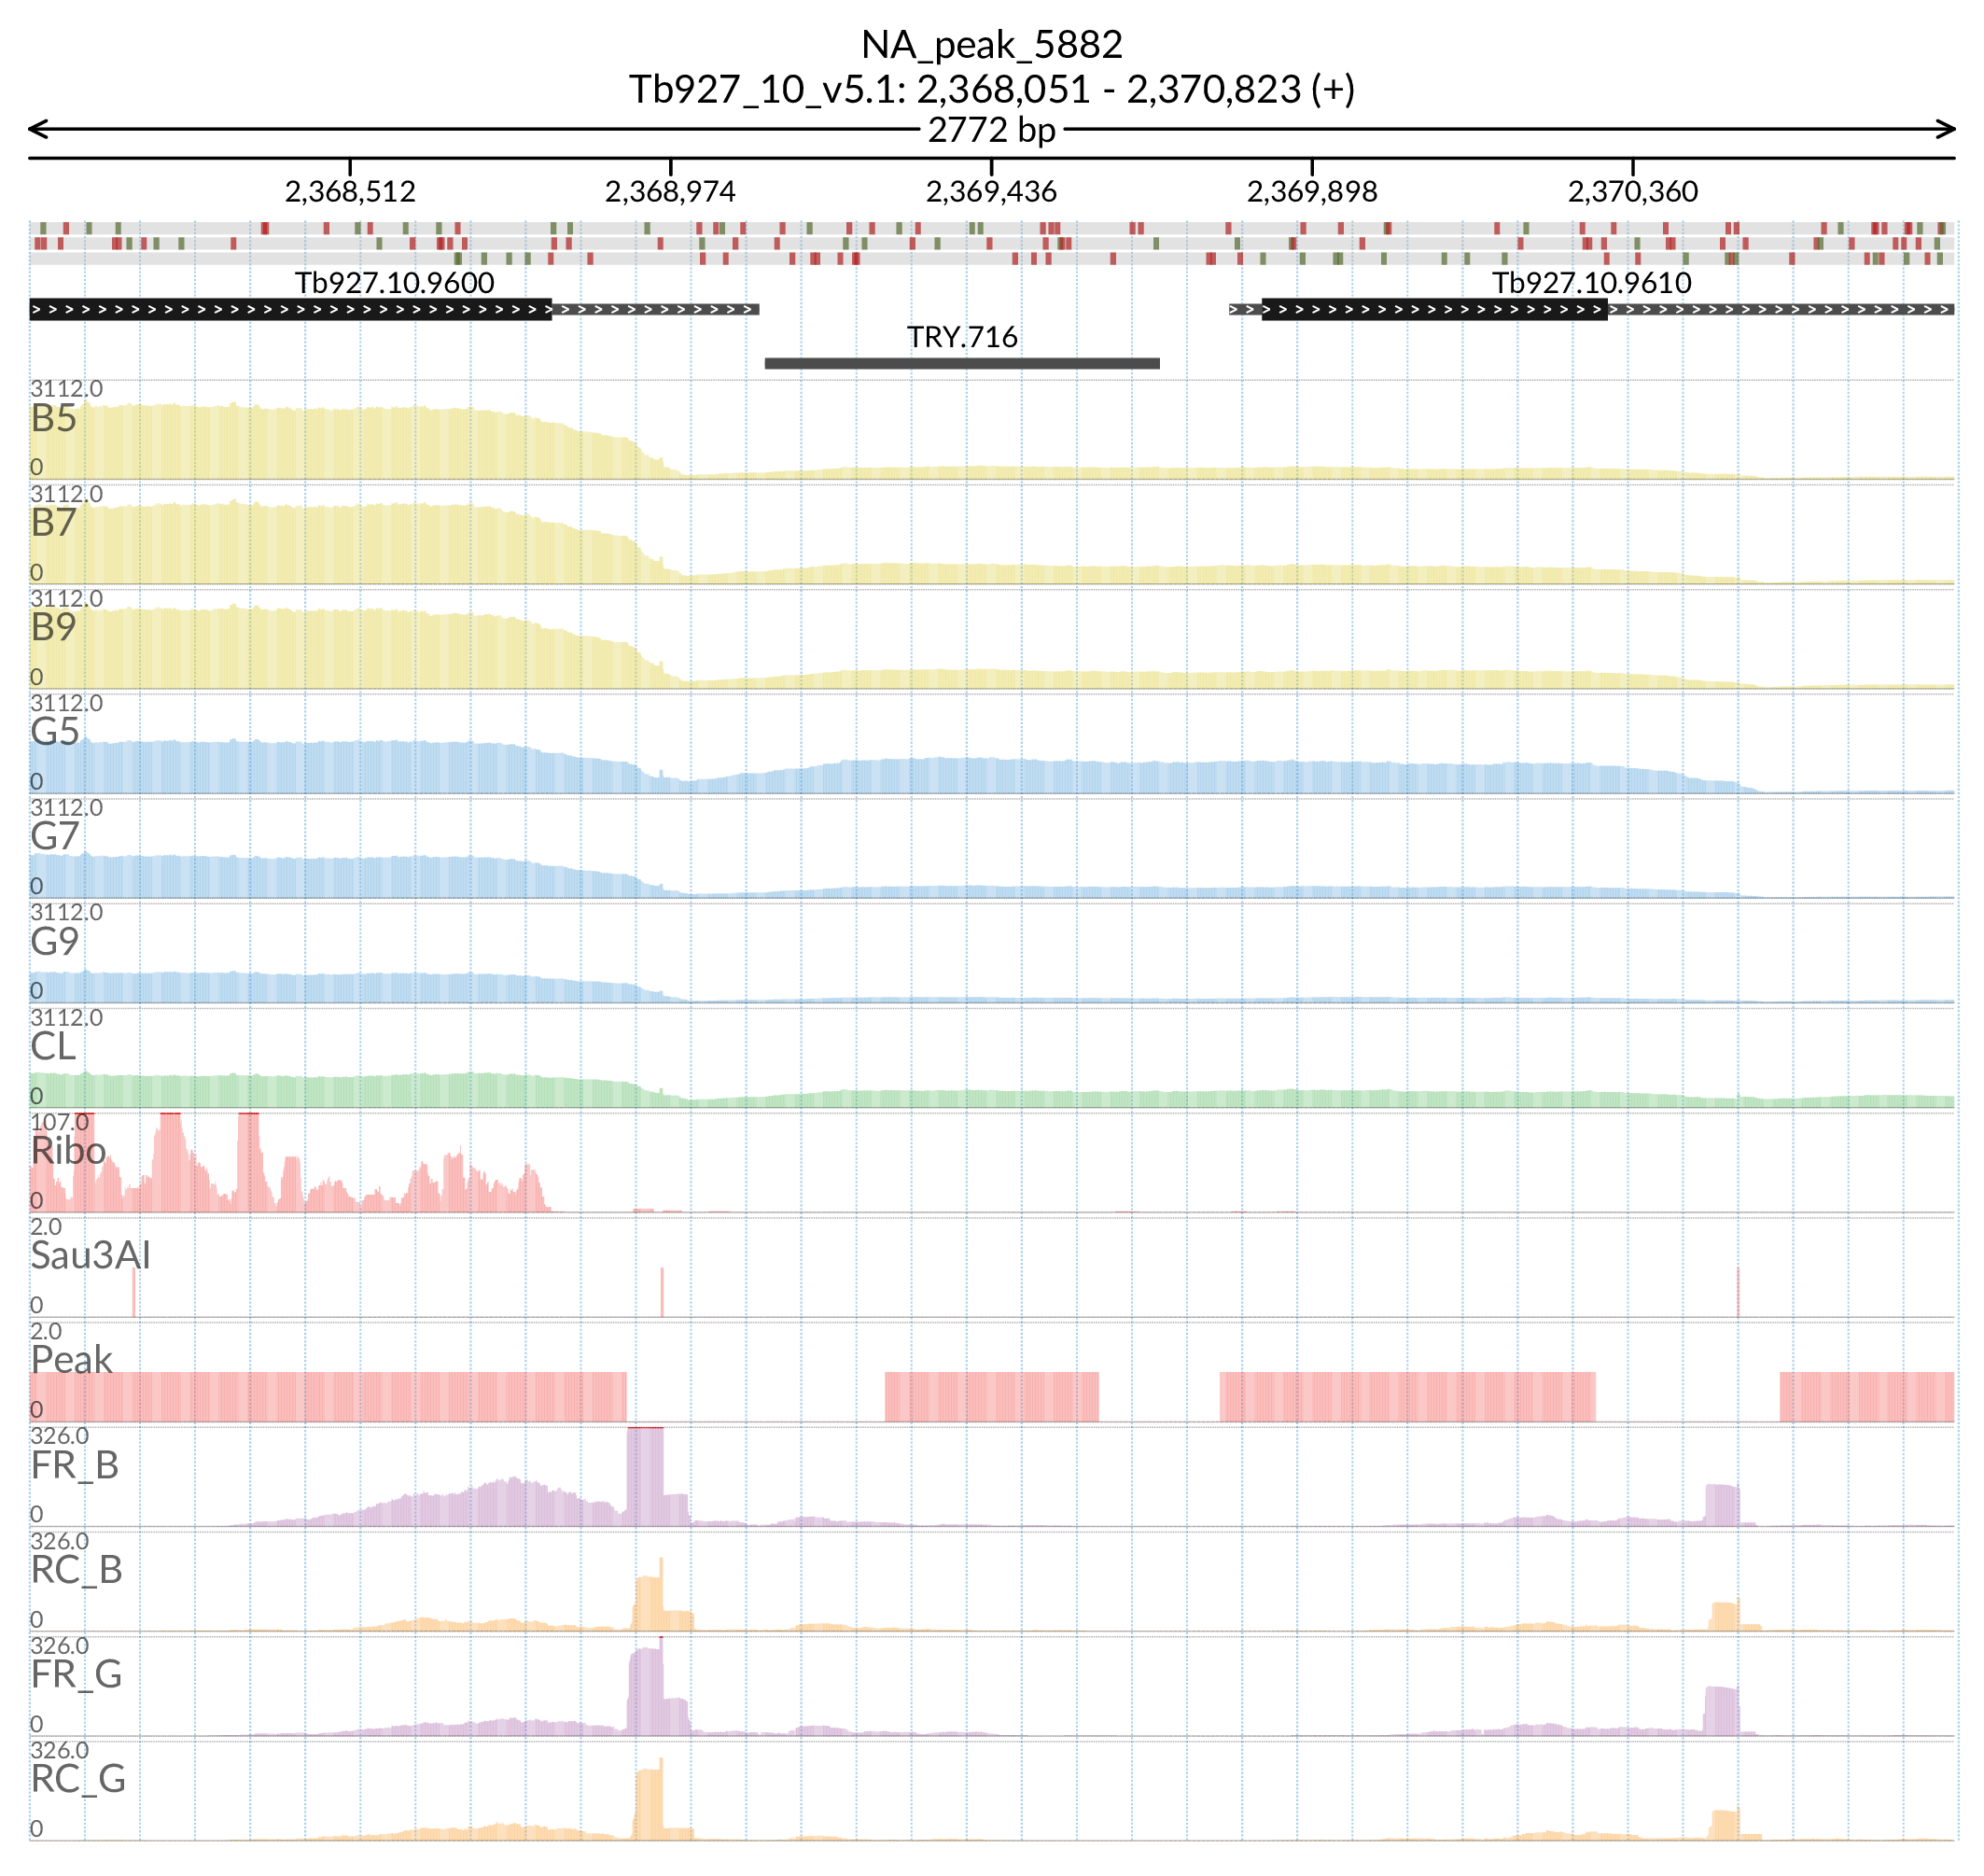 NA_peak_5882
Tb927_10_v5.1: 2,368,051 - 2,370,823 (+)
2772 bp
2,368,512 2,368,974 2,369,436 2,369,898 2,370,360
Tb927.10.9600 Tb927.10.9610
TRY.716
3112.0
B5
0
3112.0
B7
0
3112.0
B9
0
3112.0
G5
0
3112.0
G7
0
3112.0
G9
0
3112.0
CL
0
107.0
Ribo
0
2.0
Sau3AI
0
2.0
Peak
0
326.0
FR_B
0
326.0
RC_B
0
326.0
FR_G
0
326.0
RC_G
0